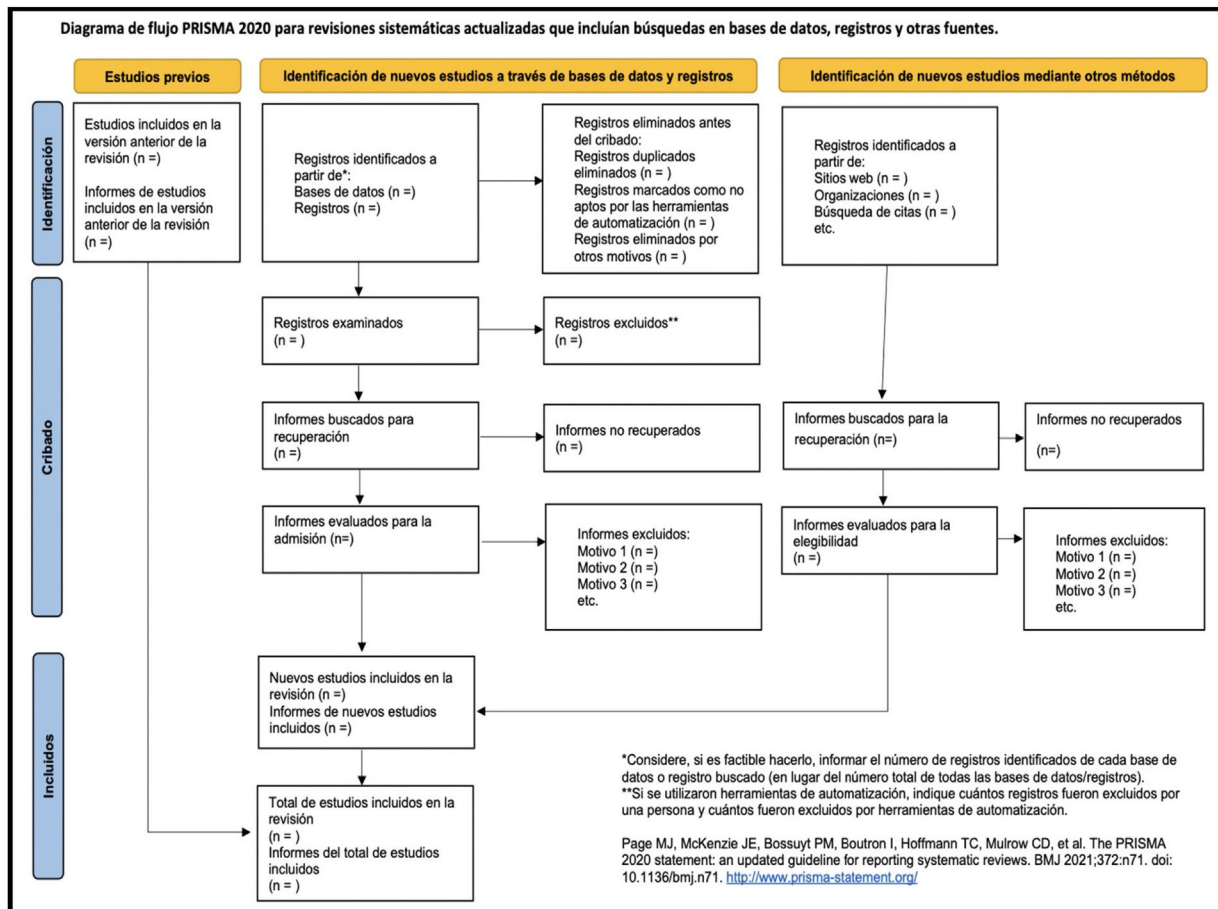 Diagrama de flujo PRISMA 2020 para revisiones sistemáticas actualizadas que incluían búsquedas en bases de datos, registros y otras fuentes.
Estudios previos
Identificación de nuevos estudios a través de bases de datos y registros
Identificación de nuevos estudios mediante otros métodos
Identificación
Estudios incluidos en la
versión anterior de la
revisión (n =)
Informes de estudios
incluidos en la versión
anterior de la revisión
(n =)
Registros identificados a
partir de*:
Bases de datos (n =)
Registros (n =)
Registros eliminados antes
del cribado:
Registros duplicados
eliminados (n = )
Registros marcados como no
aptos por las herramientas
de automatización (n = )
Registros eliminados por
otros motivos (n = )
Registros identificados a
partir de:
Sitios web (n = )
Organizaciones (n = )
Búsqueda de citas (n = )
etc.
Cribado
Registros examinados
(n = )
Registros excluidos**
(n =)
Informes buscados para
recuperación
(n =)
Informes no recuperados
(n =)
Informes buscados para la
recuperación (n=)
Informes no recuperados
(n=)
Informes evaluados para la
admisión (n=)
Informes excluidos:
Motivo 1 (n =)
Motivo 2 (n =)
Motivo 3 (n =)
etc.
Informes evaluados para la
elegibilidad
(n =)
Informes excluidos:
Motivo 1 (n =)
Motivo 2 (n =)
Motivo 3 (n =)
etc.
Incluidos
Nuevos estudios incluidos en la
revisión (n =)
Informes de nuevos estudios
incluidos (n =)
Total de estudios incluidos en la
revisión
(n = )
Informes del total de estudios
incluidos
(n = )
*Considere, si es factible hacerlo, informar el número de registros identificados de cada base de
datos o registro buscado (en lugar del número total de todas las bases de datos/registros).
**Si se utilizaron herramientas de automatización, indique cuántos registros fueron excluidos por
una persona y cuántos fueron excluidos por herramientas de automatización.
Page MJ, McKenzie JE, Bossuyt PM, Boutron I, Hoffmann TC, Mulrow CD, et al. The PRISMA
2020 statement: an updated guideline for reporting systematic reviews. BMJ 2021;372:n71. doi:
10.1136/bmj.n71. http://www.prisma-statement.org/